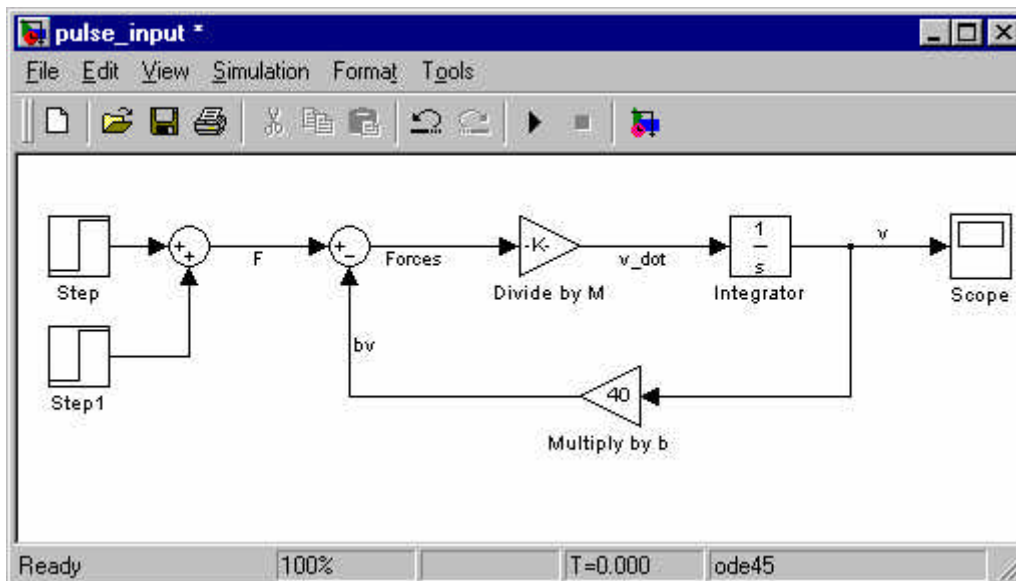 pulse_input *
File Edit View Simulation Format Tools
Step
Step1
+
+
F
+
−
Forces
-K-
Divide by M
v_dot
1
s
Integrator
v
Scope
bv
40
Multiply by b
Ready 100% T=0.000 ode45